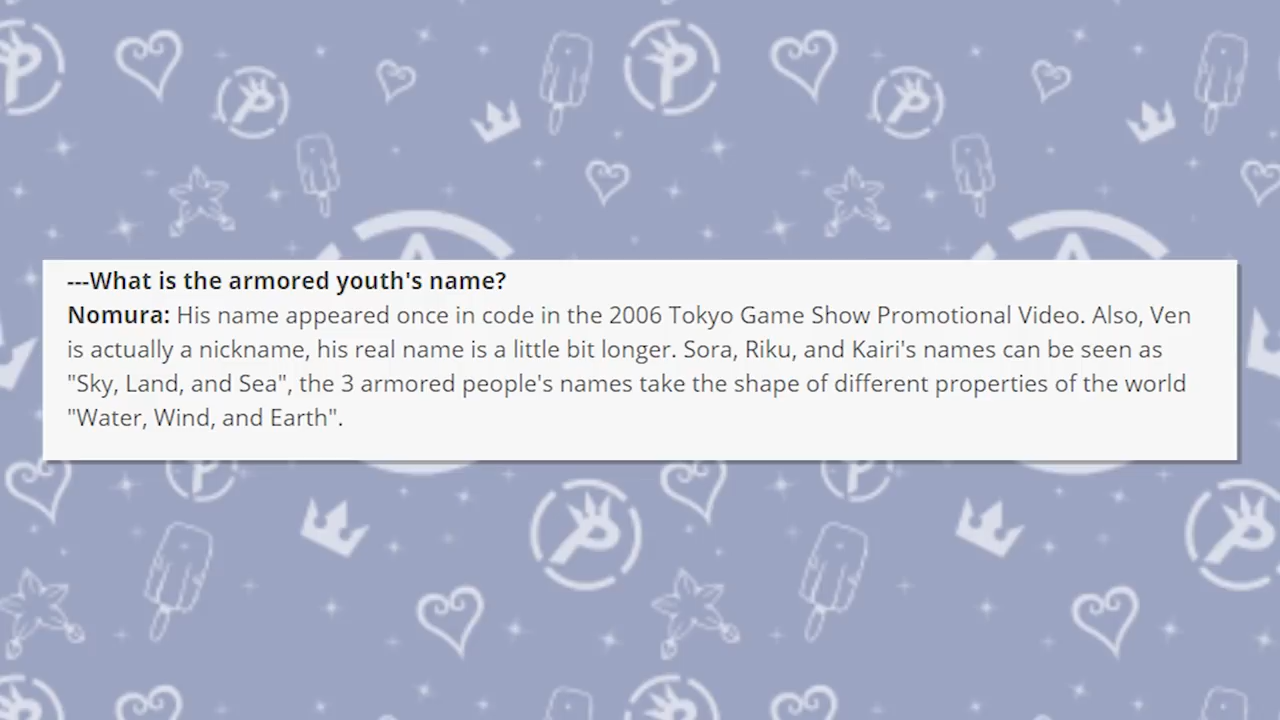 ---What is the armored youth's name?
Nomura: His name appeared once in code in the 2006 Tokyo Game Show Promotional Video. Also, Ven
is actually a nickname, his real name is a little bit longer. Sora, Riku, and Kairi's names can be seen as
"Sky, Land, and Sea", the 3 armored people's names take the shape of different properties of the world
"Water, Wind, and Earth".